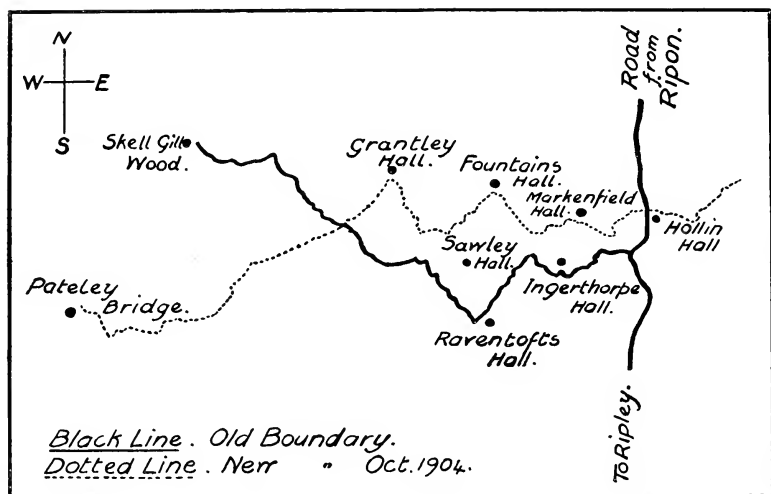 N
W E
S
Skell Gill
Wood.
Grantley
Hall.
Fountains
Hall.
Markenfield
Hall.
Hollin
Hall
Road
from
Ripon.
Sawley
Hall.
Ingerthorpe
Hall.
Pateley
Bridge.
Raventofts
Hall.
To Ripley.
Black Line . Old Boundary.
Dotted Line . New " Oct. 1904.